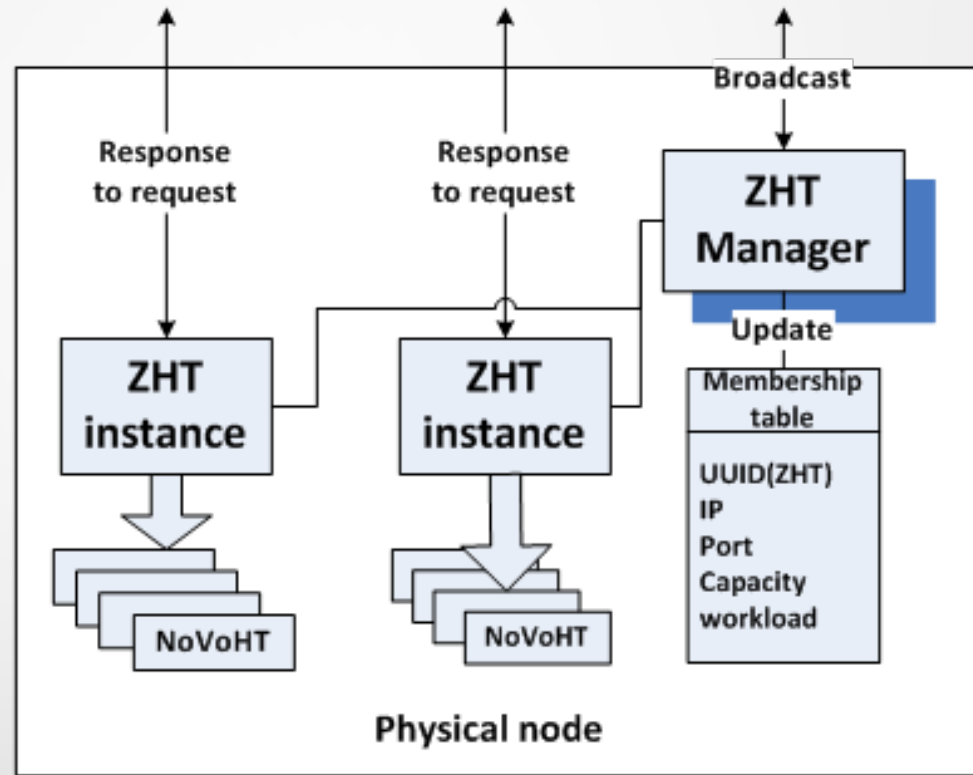 Broadcast
Response
to request
Response
to request
ZHT
Manager
Update
ZHT
instance
ZHT
instance
Membership
table
UUID(ZHT)
IP
Port
Capacity
workload
NoVoHT
NoVoHT
Physical node